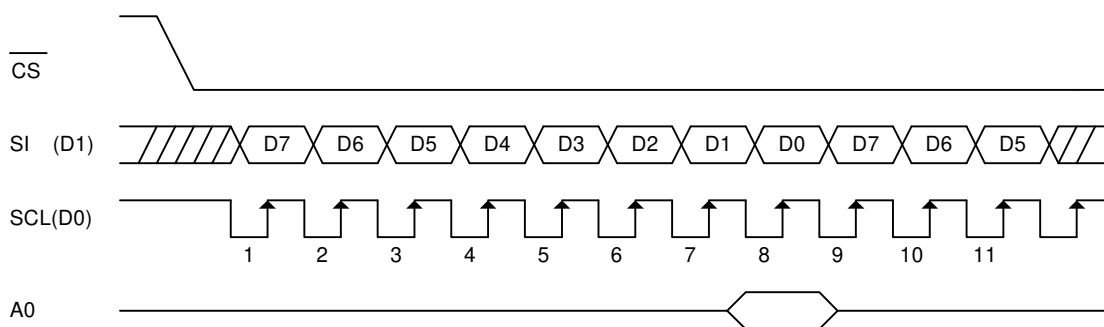 CS
SI (D1) D7 D6 D5 D4 D3 D2 D1 D0 D7 D6 D5
SCL(D0)
1 2 3 4 5 6 7 8 9 10 11
A0